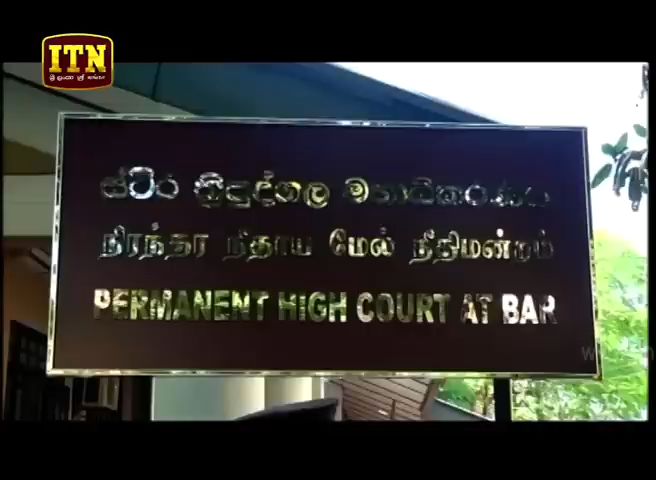 ITN
ස්ථිර ත්‍රිපුද්ගල මහාධිකරණය
நிரந்தர நீதாய மேல் நீதிமன்றம்
PERMANENT HIGH COURT AT BAR